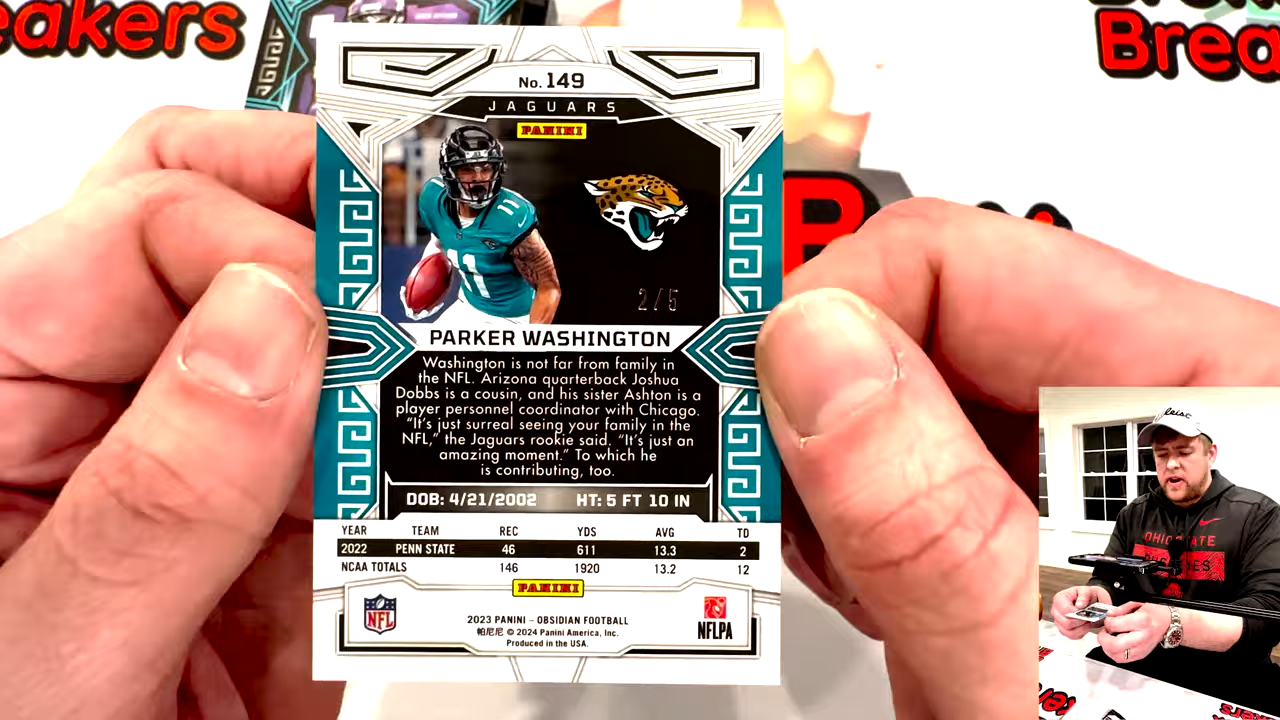 eakers
Brea
No. 149
JAGUARS
PANINI
11
11
2/5
PARKER WASHINGTON
Washington is not far from family in
the NFL. Arizona quarterback Joshua
Dobbs is a cousin, and his sister Ashton is a
player personnel coordinator with Chicago.
"It's just surreal seeing your family in the
NFL," the Jaguars rookie said. "It's just an
amazing moment." To which he
is contributing, too.
DOB: 4/21/2002 HT: 5 FT 10 IN
YEAR TEAM REC YDS AVG TD
2022 PENN STATE 46 611 13.3 2
NCAA TOTALS 146 1920 13.2 12
PANINI
NFL
2023 PANINI – OBSIDIAN FOOTBALL
帕尼尼 © 2024 Panini America, Inc.
Produced in the USA.
NFLPA